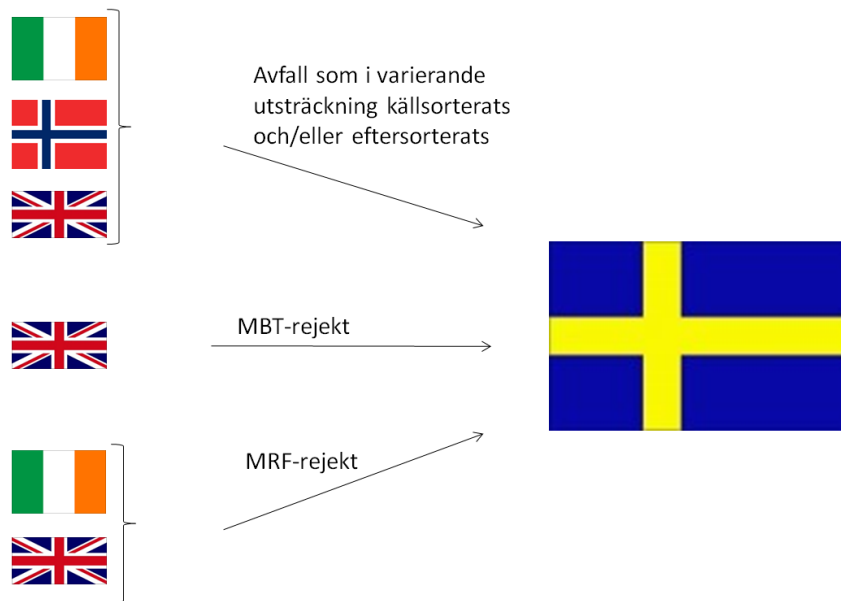 Avfall som i varierande
utsträckning källsorterats
och/eller eftersorterats
MBT-rejekt
MRF-rejekt